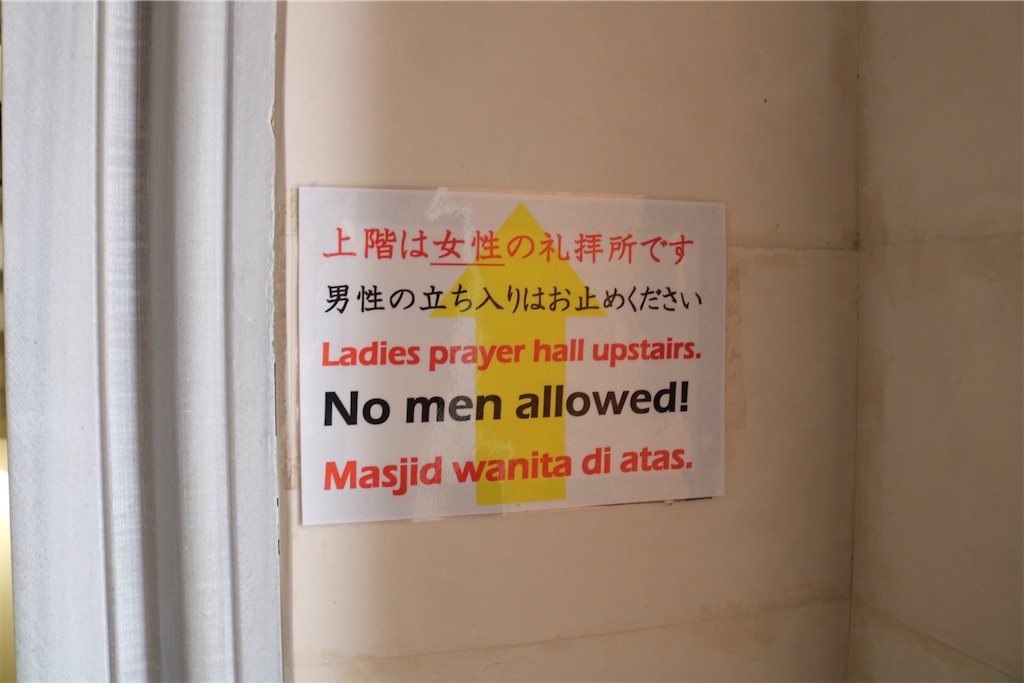 上階は女性の礼拝所です
男性の立ち入りはお止めください
Ladies prayer hall upstairs.
No men allowed!
Masjid wanita di atas.